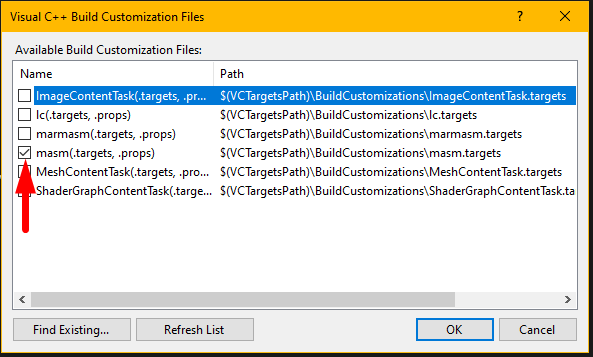 Visual C++ Build Customization Files
?
Available Build Customization Files:
Name Path
ImageContentTask(.targets, .pr... $(VCTargetsPath)\BuildCustomizations\ImageContentTask.targets
lc(.targets, .props) $(VCTargetsPath)\BuildCustomizations\lc.targets
marmasm(.targets, .props) $(VCTargetsPath)\BuildCustomizations\marmasm.targets
masm(.targets, .props) $(VCTargetsPath)\BuildCustomizations\masm.targets
MeshContentTask(.targets, .pro... $(VCTargetsPath)\BuildCustomizations\MeshContentTask.targets
ShaderGraphContentTask(.targe... $(VCTargetsPath)\BuildCustomizations\ShaderGraphContentTask.ta
Find Existing... Refresh List OK Cancel